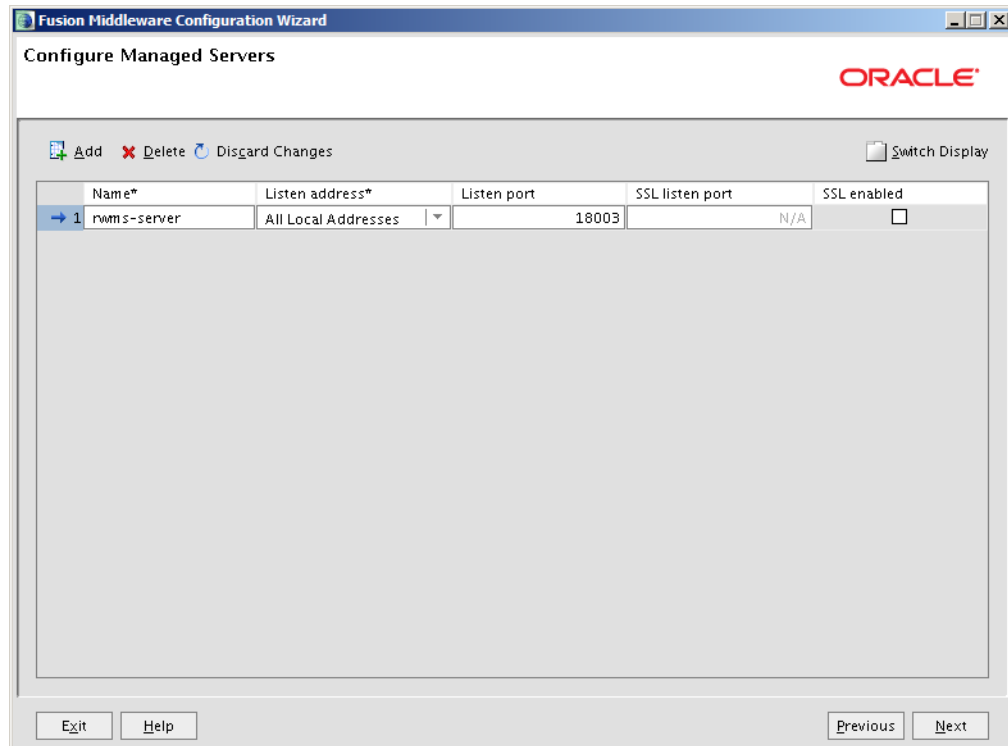 Fusion Middleware Configuration Wizard
Configure Managed Servers
ORACLE
Add Delete Discard Changes Switch Display
Name* Listen address* Listen port SSL listen port SSL enabled
1 rwms-server All Local Addresses 18003 N/A
Exit Help Previous Next